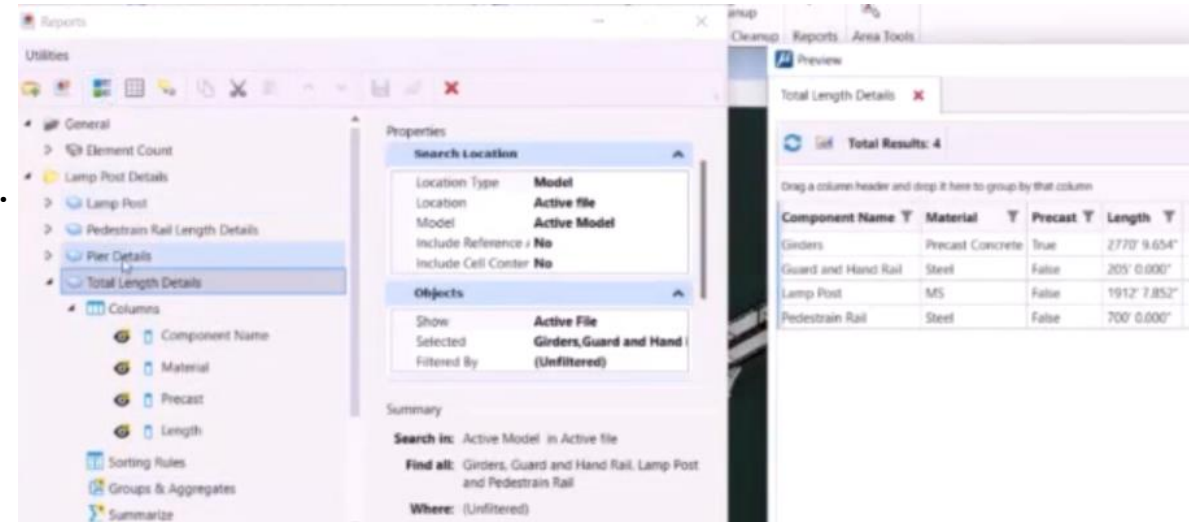 Reports
Utilities
General
Element Count
Lamp Post Details
Lamp Post
Pedestrain Rail Length Details
Pier Details
Total Length Details
Columns
Component Name
Material
Precast
Length
Sorting Rules
Groups & Aggregates
Summarize
Properties
Search Location
Location Type Model
Location Active file
Model Active Model
Include Reference No
Include Cell Conter No
Objects
Show Active File
Selected Girders,Guard and Hand
Filtered By (Unfiltered)
Summary
Search in: Active Model in Active file
Find all: Girders, Guard and Hand Rail, Lamp Post
and Pedestrain Rail
Where: (Unfiltered)
Cleanup Reports Area Tools
Preview
Total Length Details
Total Results: 4
Drag a column header and drop it here to group by that column
Component Name Material Precast Length
Girders Precast Concrete True 2770' 9.654"
Guard and Hand Rail Steel False 205' 0.000"
Lamp Post MS False 1912' 7.852"
Pedestrain Rail Steel False 700' 0.000"